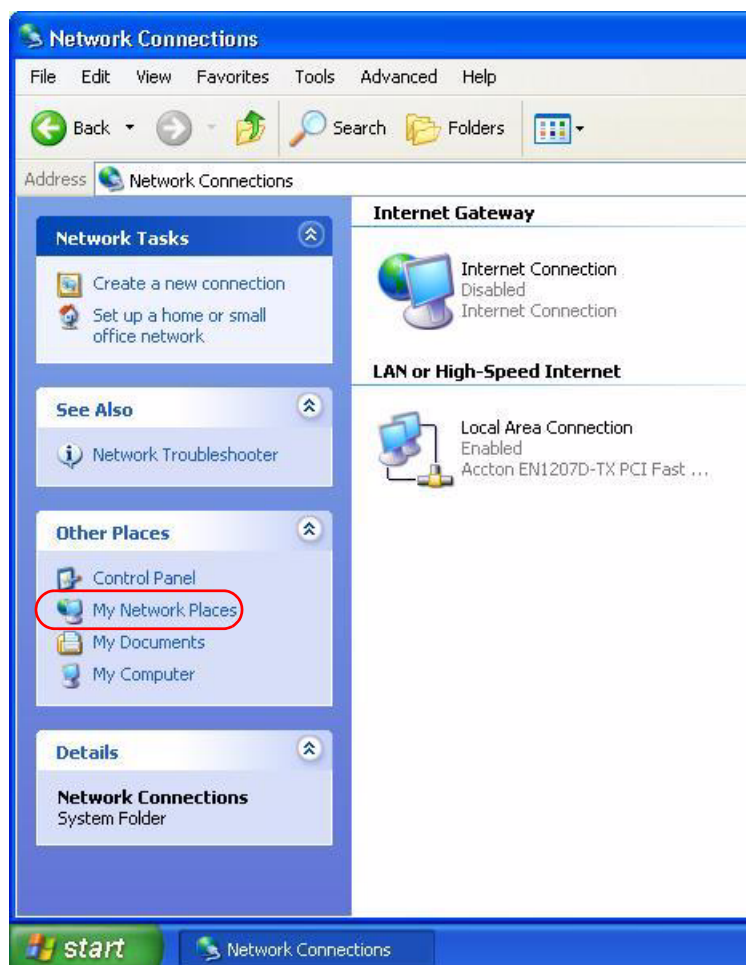 Network Connections
File Edit View Favorites Tools Advanced Help
Back Search Folders
Address Network Connections
Network Tasks
Create a new connection
Set up a home or small
office network
See Also
Network Troubleshooter
Other Places
Control Panel
My Network Places
My Documents
My Computer
Details
Network Connections
System Folder
Internet Gateway
Internet Connection
Disabled
Internet Connection
LAN or High-Speed Internet
Local Area Connection
Enabled
Accton EN1207D-TX PCI Fast ...
start Network Connections